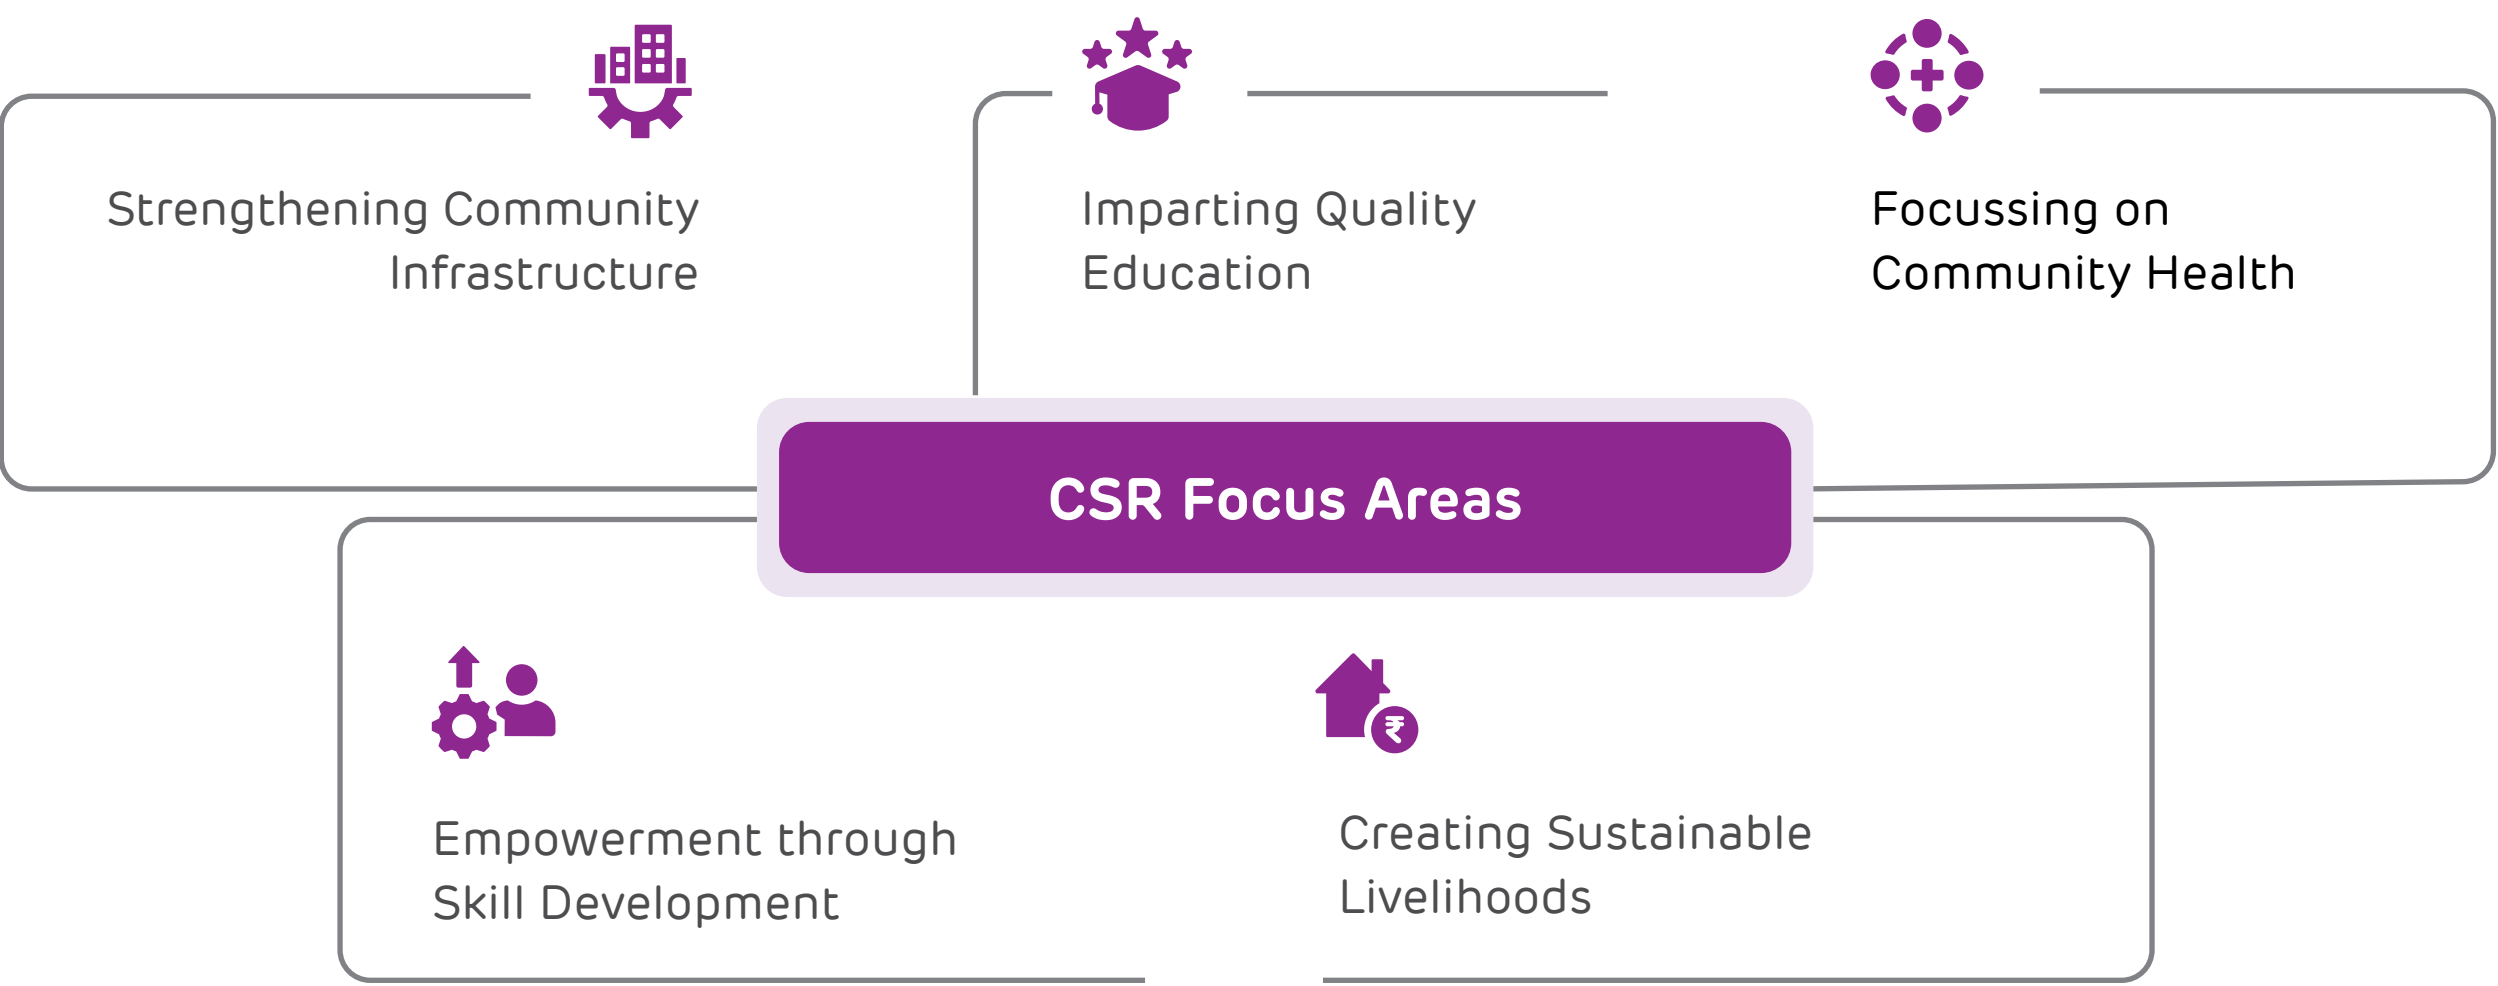 Strengthening Community
Infrastructure
Imparting Quality
Education
Focussing on
Community Health
CSR Focus Areas
Empowerment through
Skill Development
Creating Sustainable
Livelihoods